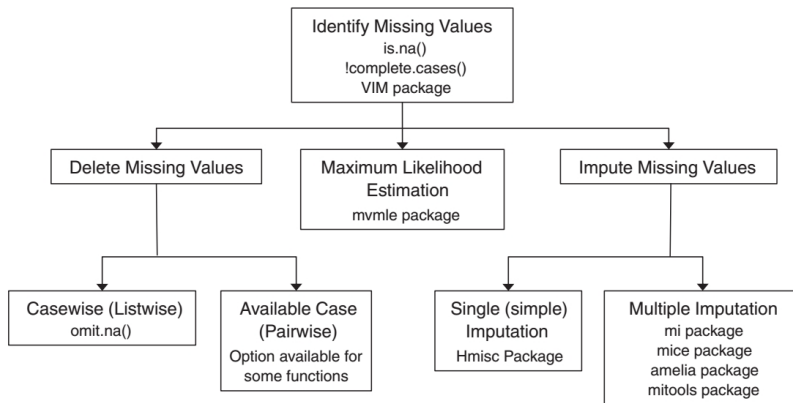 Identify Missing Values
is.na()
!complete.cases()
VIM package
Delete Missing Values
Maximum Likelihood
Estimation
mvmle package
Impute Missing Values
Casewise (Listwise)
omit.na()
Available Case
(Pairwise)
Option available for
some functions
Single (simple)
Imputation
Hmisc Package
Multiple Imputation
mi package
mice package
amelia package
mitools package